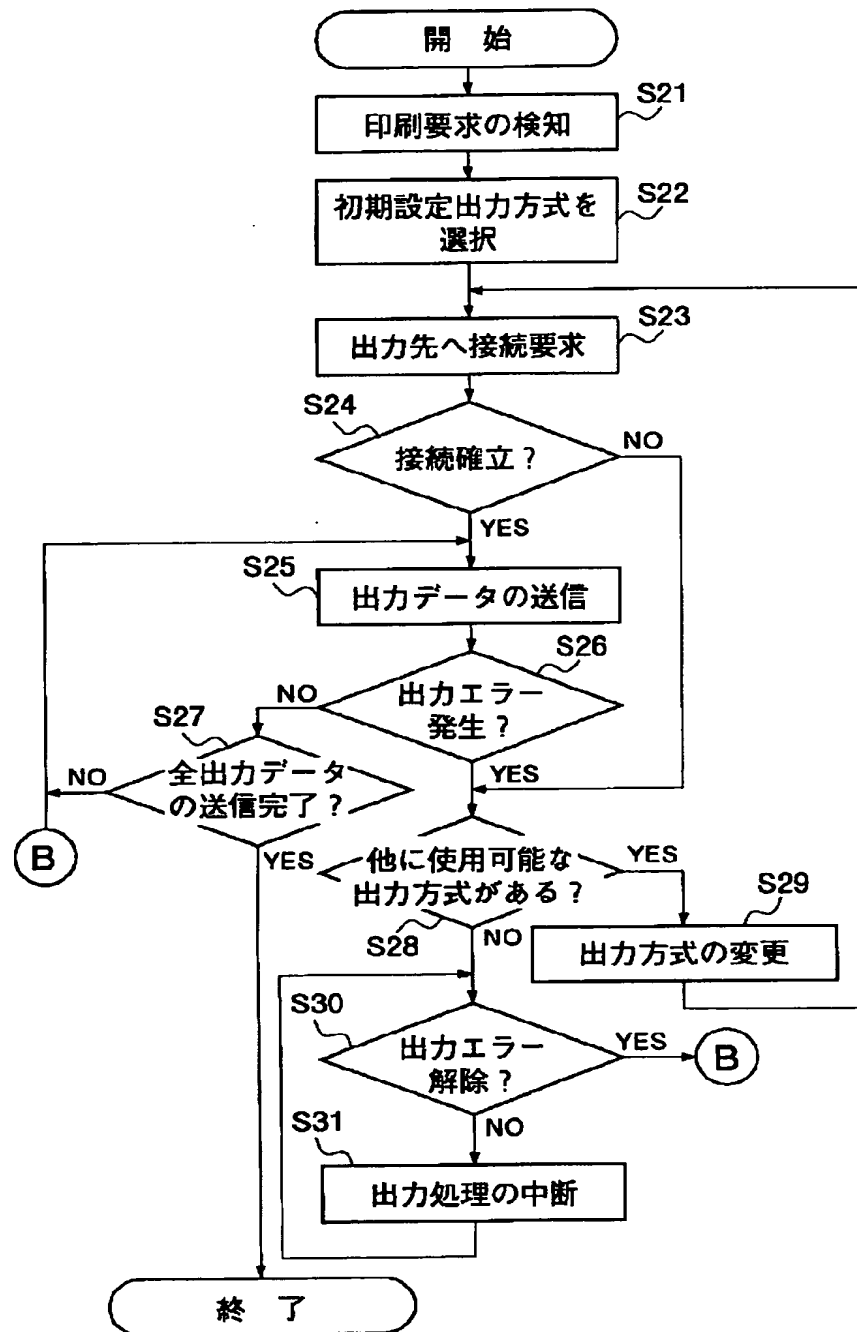 開 始
S21
印刷要求の検知
S22
初期設定出力方式を
選択
S23
出力先へ接続要求
S24
接続確立？
NO
YES
S25
出力データの送信
S26
出力エラー
発生？
NO
YES
S27
全出力データ
の送信完了？
NO
YES
B
他に使用可能な
出力方式がある？
S28
YES
NO
S29
出力方式の変更
S30
出力エラー
解除？
YES
B
NO
S31
出力処理の中断
終 了